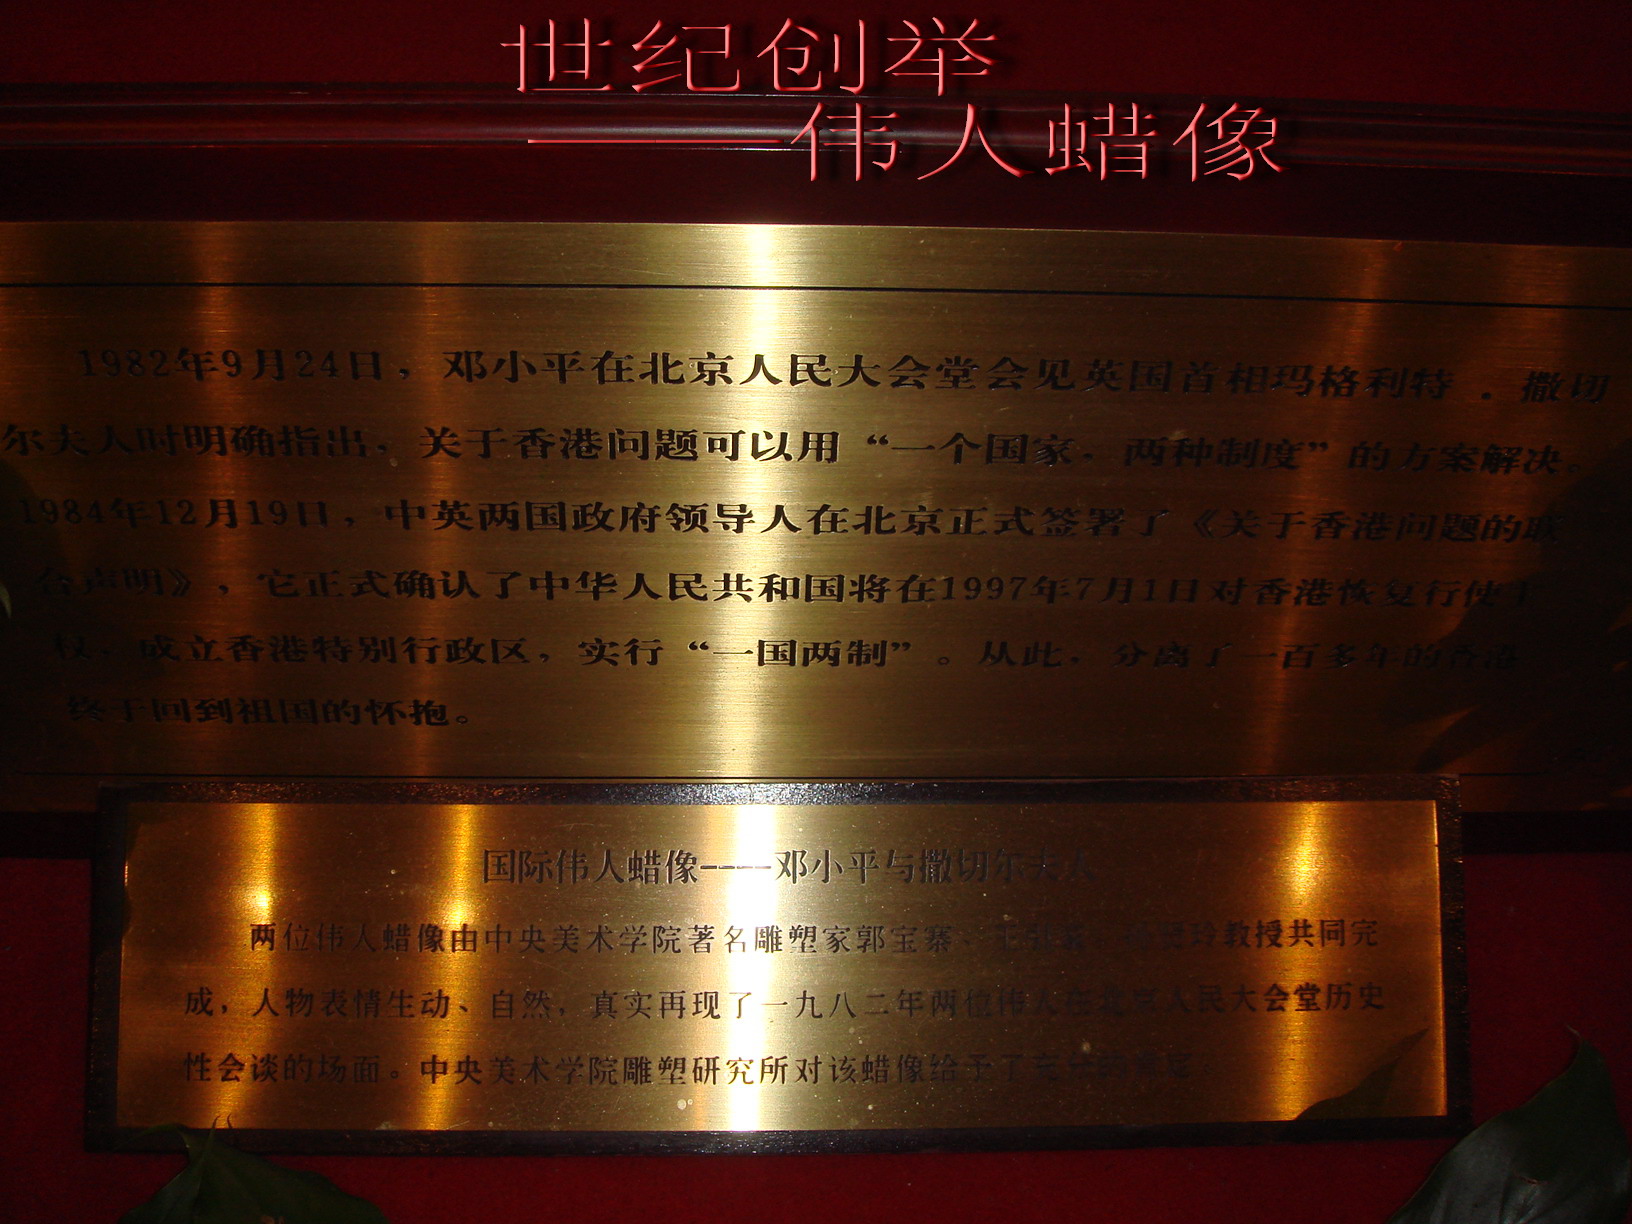 世纪创举
——伟人蜡像
1982年9月24日，邓小平在北京人民大会堂会见英国首相玛格利特．撒切
尔夫人时明确指出，关于香港问题可以用“一个国家，两种制度”的方案解决。
1984年12月19日，中英两国政府领导人在北京正式签署了《关于香港问题的联
合声明》，它正式确认了中华人民共和国将在1997年7月1日对香港恢复行使主
权，成立香港特别行政区，实行“一国两制”。从此，分离了一百多年的香港
终于回到祖国的怀抱。
国际伟人蜡像----邓小平与撒切尔夫人
两位伟人蜡像由中央美术学院著名雕塑家郭宝寨、王 玲教授共同完
成，人物表情生动、自然，真实再现了一九八二年两位伟人在北京人民大会堂历史
性会谈的场面。中央美术学院雕塑研究所对该蜡像给予了充分的肯定